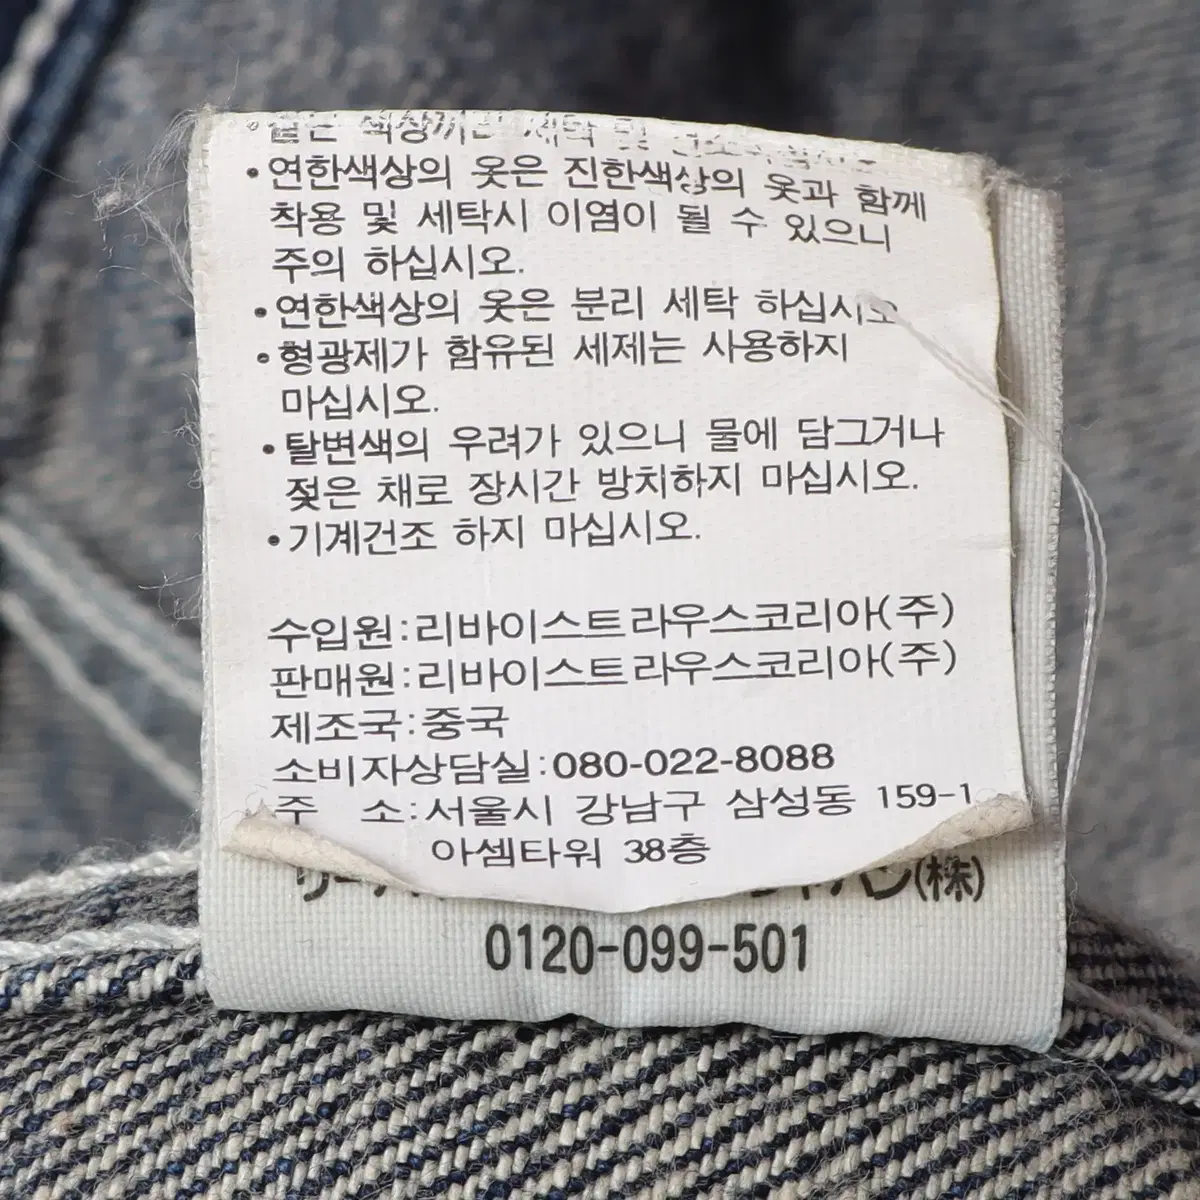 같은 색상끼리 세탁 및
•연한색상의 옷은 진한색상의 옷과 함께
착용 및 세탁시 이염이 될 수 있으니
주의 하십시오.
•연한색상의 옷은 분리 세탁 하십시오
•형광제가 함유된 세제는 사용하지
마십시오.
•탈변색의 우려가 있으니 물에 담그거나
젖은 채로 장시간 방치하지 마십시오.
•기계건조 하지 마십시오.
수입원:리바이스트라우스코리아(주)
판매원:리바이스트라우스코리아(주)
제조국:중국
소비자상담실:080-022-8088
주 소:서울시 강남구 삼성동 159-1
아셈타워 38층
(株)
0120-099-501